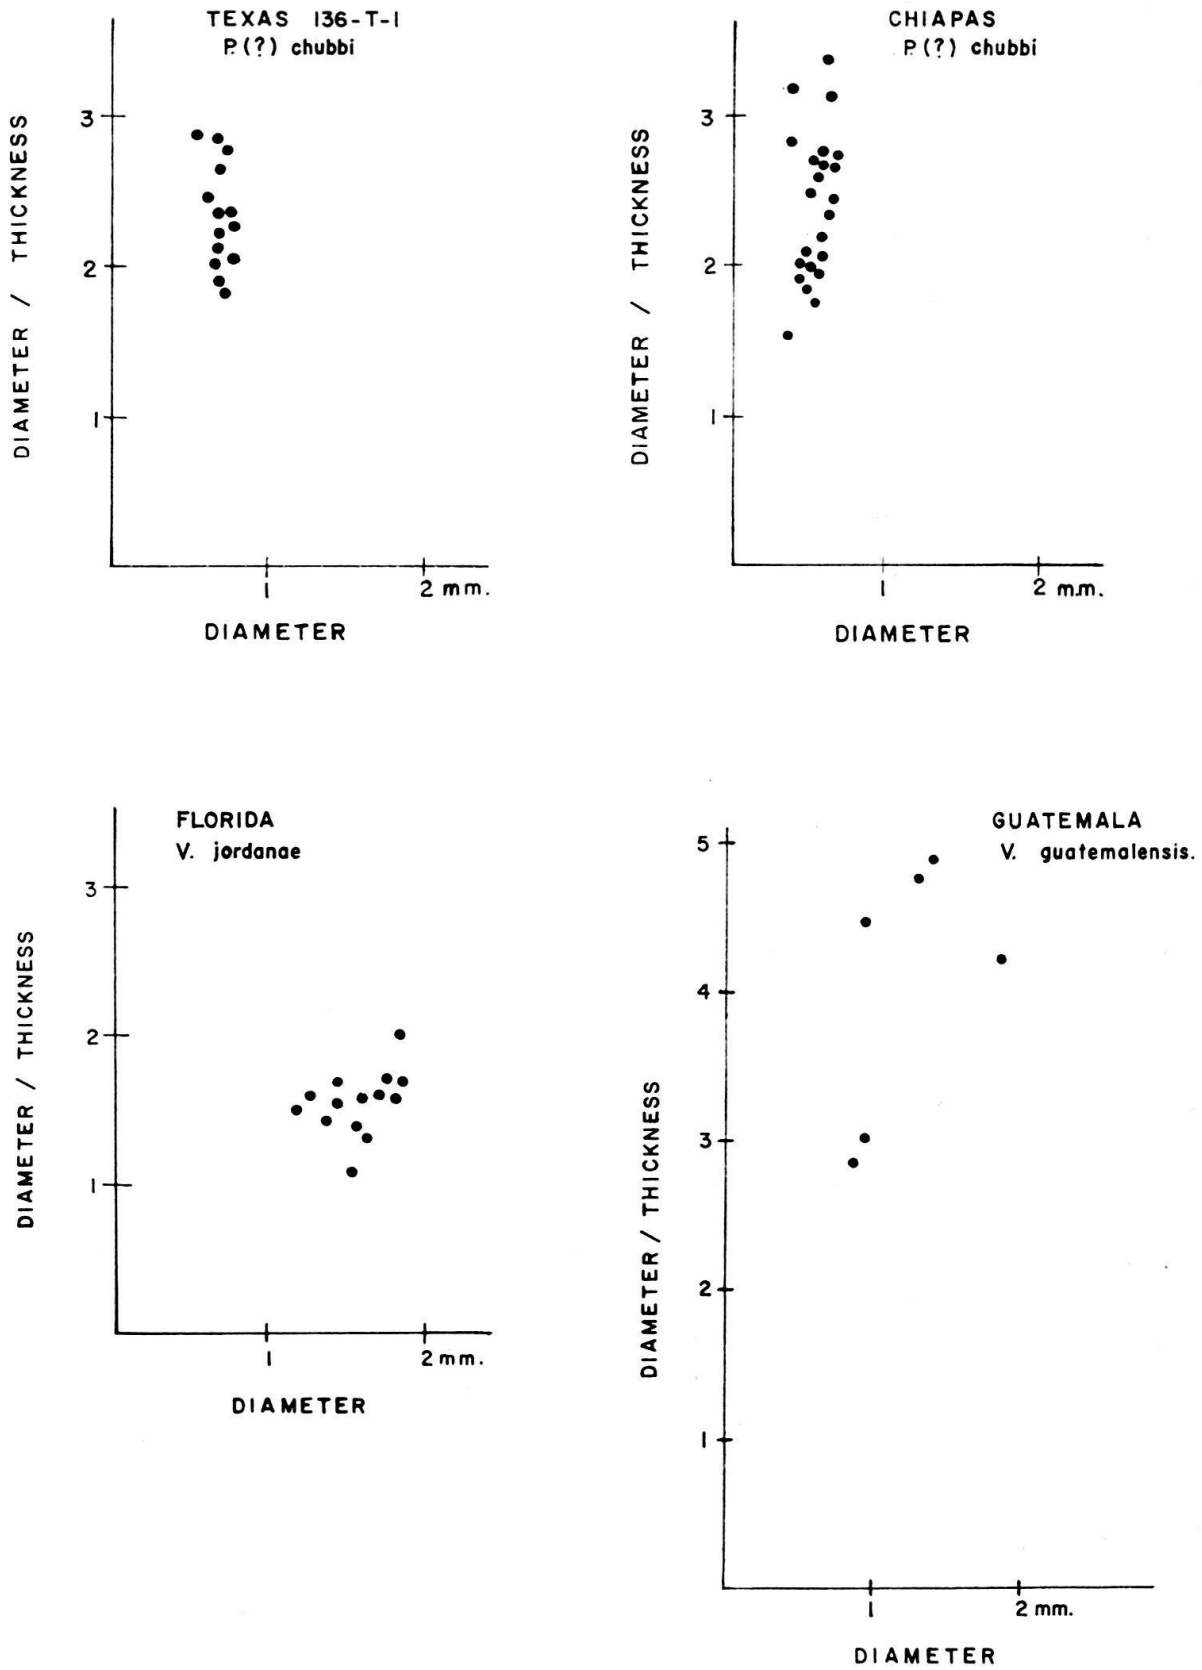 TEXAS 136-T-1
P.(?) chubbi
DIAMETER / THICKNESS
3
2
1
1
2 mm.
DIAMETER
CHIAPAS
P.(?) chubbi
DIAMETER / THICKNESS
3
2
1
1
2 m.m.
DIAMETER
FLORIDA
V. jordanae
DIAMETER / THICKNESS
3
2
1
1
2 mm.
DIAMETER
GUATEMALA
V. guatemalensis.
DIAMETER / THICKNESS
5
4
3
2
1
1
2 mm.
DIAMETER